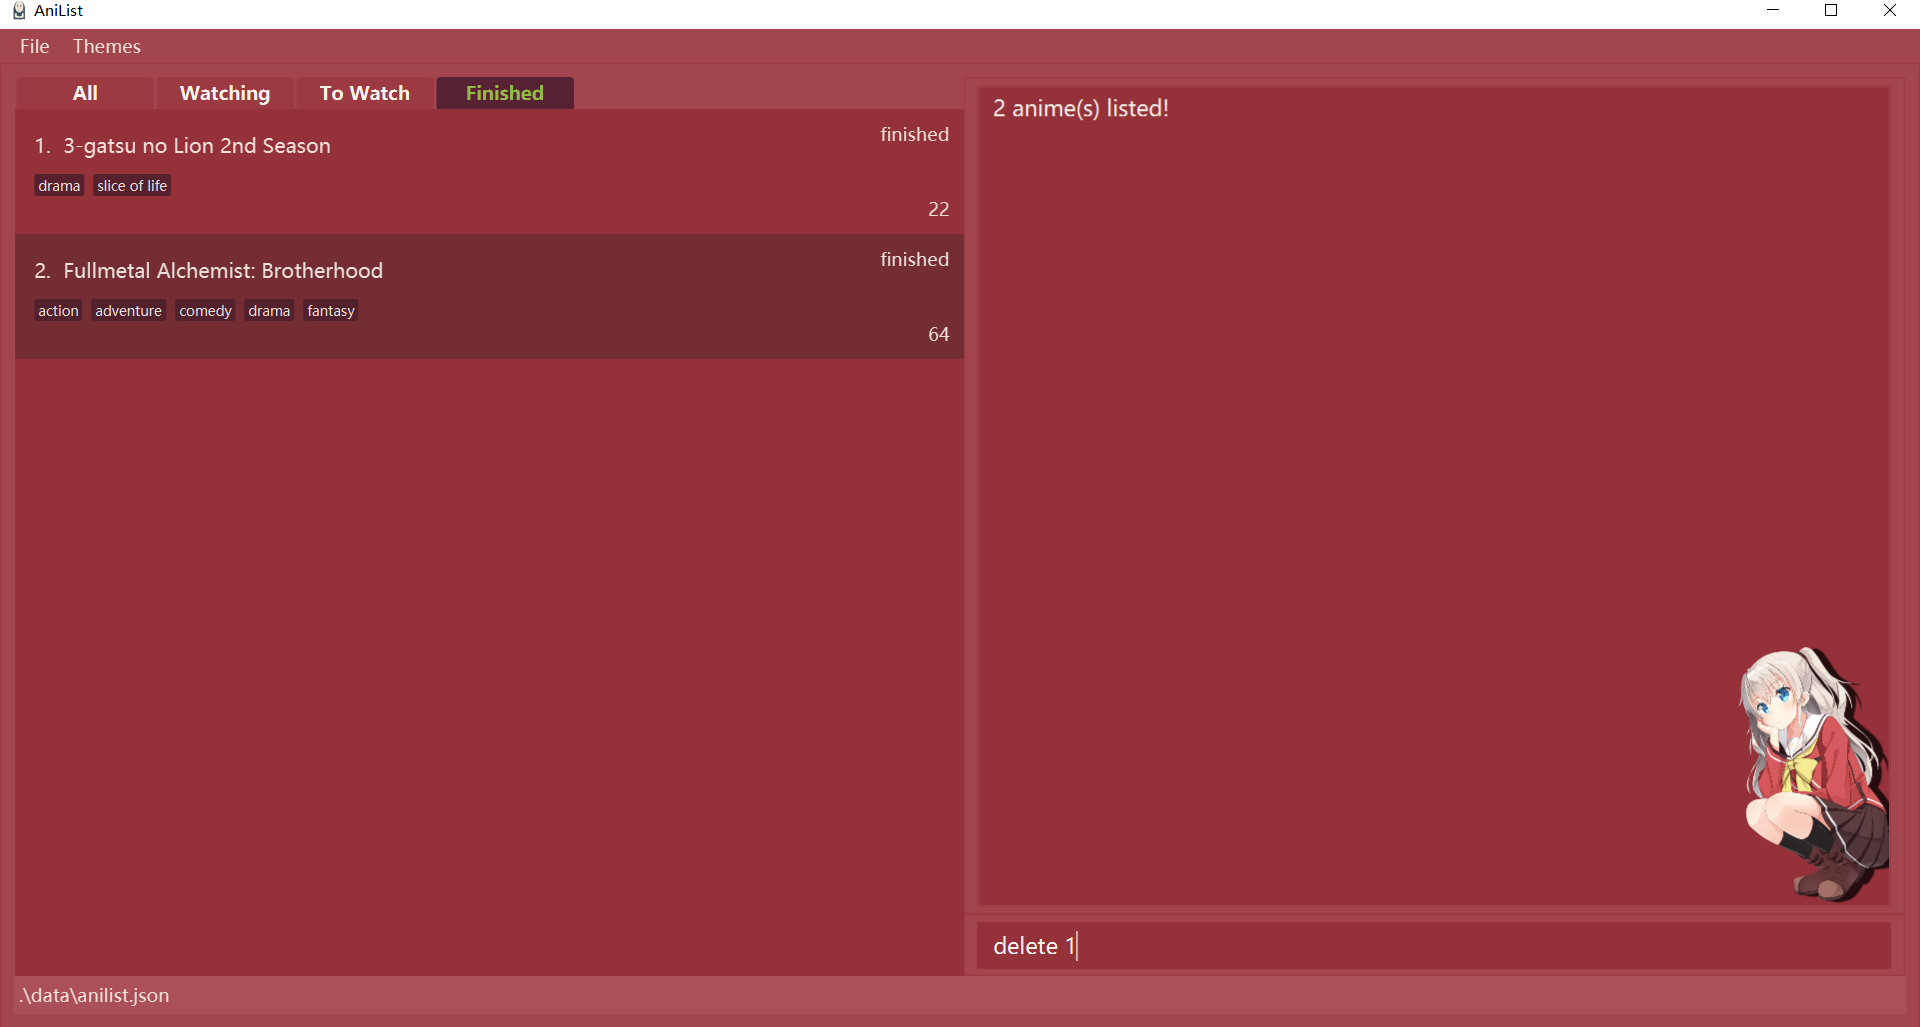 AniList
File Themes
All Watching To Watch Finished
1. 3-gatsu no Lion 2nd Season
finished
drama slice of life
22
2. Fullmetal Alchemist: Brotherhood
finished
action adventure comedy drama fantasy
64
2 anime(s) listed!
delete 1
.\data\anilist.json